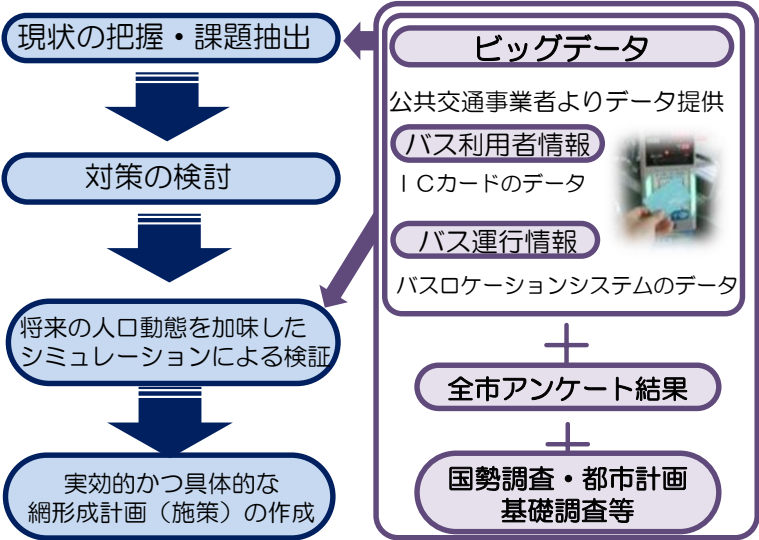 現状の把握・課題抽出
対策の検討
将来の人口動態を加味した
シミュレーションによる検証
実効的かつ具体的な
網形成計画（施策）の作成
ビッグデータ
公共交通事業者よりデータ提供
バス利用者情報
ＩＣカードのデータ
バス運行情報
バスロケーションシステムのデータ
＋
全市アンケート結果
＋
国勢調査・都市計画
基礎調査等